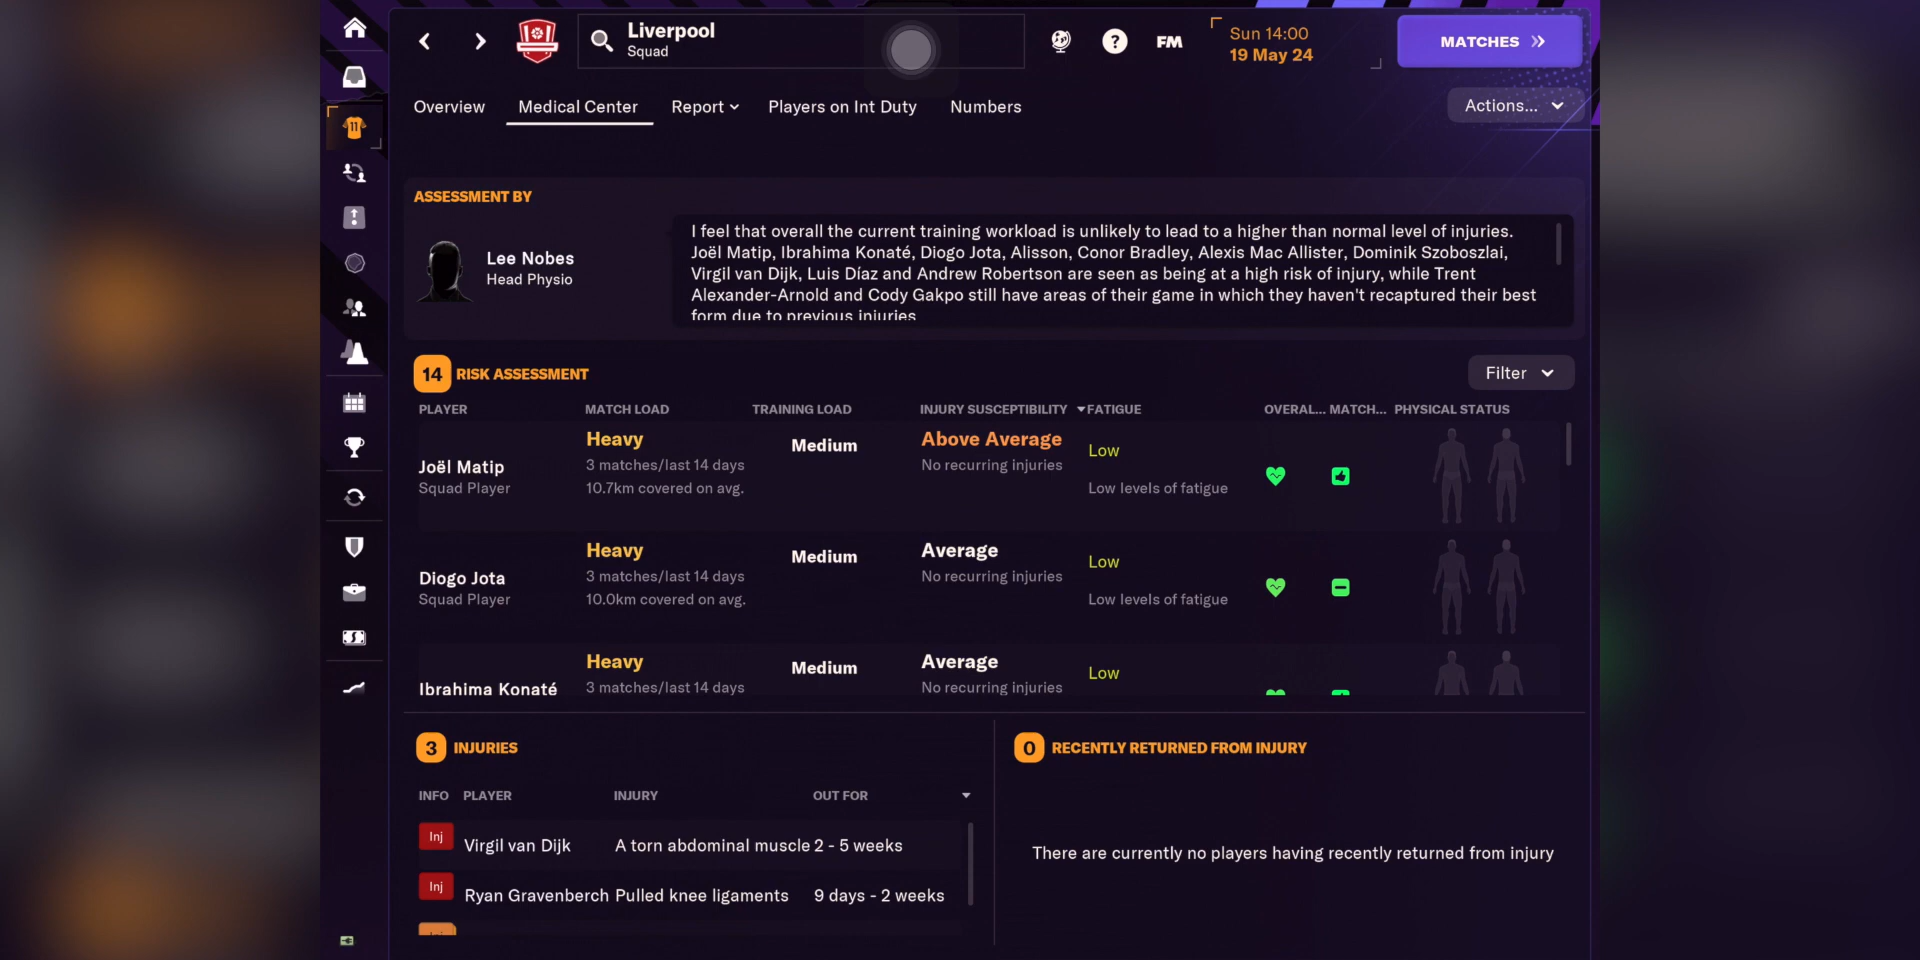 Liverpool
Squad
FM
Sun 14:00
19 May 24
MATCHES
Overview
Medical Center
Report
Players on Int Duty
Numbers
Actions...
11
ASSESSMENT BY
Lee Nobes
Head Physio
I feel that overall the current training workload is unlikely to lead to a higher than normal level of injuries.
Joël Matip, Ibrahima Konaté, Diogo Jota, Alisson, Conor Bradley, Alexis Mac Allister, Dominik Szoboszlai,
Virgil van Dijk, Luis Díaz and Andrew Robertson are seen as being at a high risk of injury, while Trent
Alexander-Arnold and Cody Gakpo still have areas of their game in which they haven't recaptured their best
form due to previous injuries
14 RISK ASSESSMENT
Filter
PLAYER MATCH LOAD TRAINING LOAD INJURY SUSCEPTIBILITY FATIGUE OVERAL... MATCH... PHYSICAL STATUS
Joël Matip
Squad Player
Heavy
3 matches/last 14 days
10.7km covered on avg.
Medium
Above Average
No recurring injuries
Low
Low levels of fatigue
Diogo Jota
Squad Player
Heavy
3 matches/last 14 days
10.0km covered on avg.
Medium
Average
No recurring injuries
Low
Low levels of fatigue
Ibrahima Konaté
Heavy
3 matches/last 14 days
Medium
Average
No recurring injuries
Low
3 INJURIES
INFO PLAYER INJURY OUT FOR
Inj Virgil van Dijk A torn abdominal muscle 2 - 5 weeks
Inj Ryan Gravenberch Pulled knee ligaments 9 days - 2 weeks
0 RECENTLY RETURNED FROM INJURY
There are currently no players having recently returned from injury